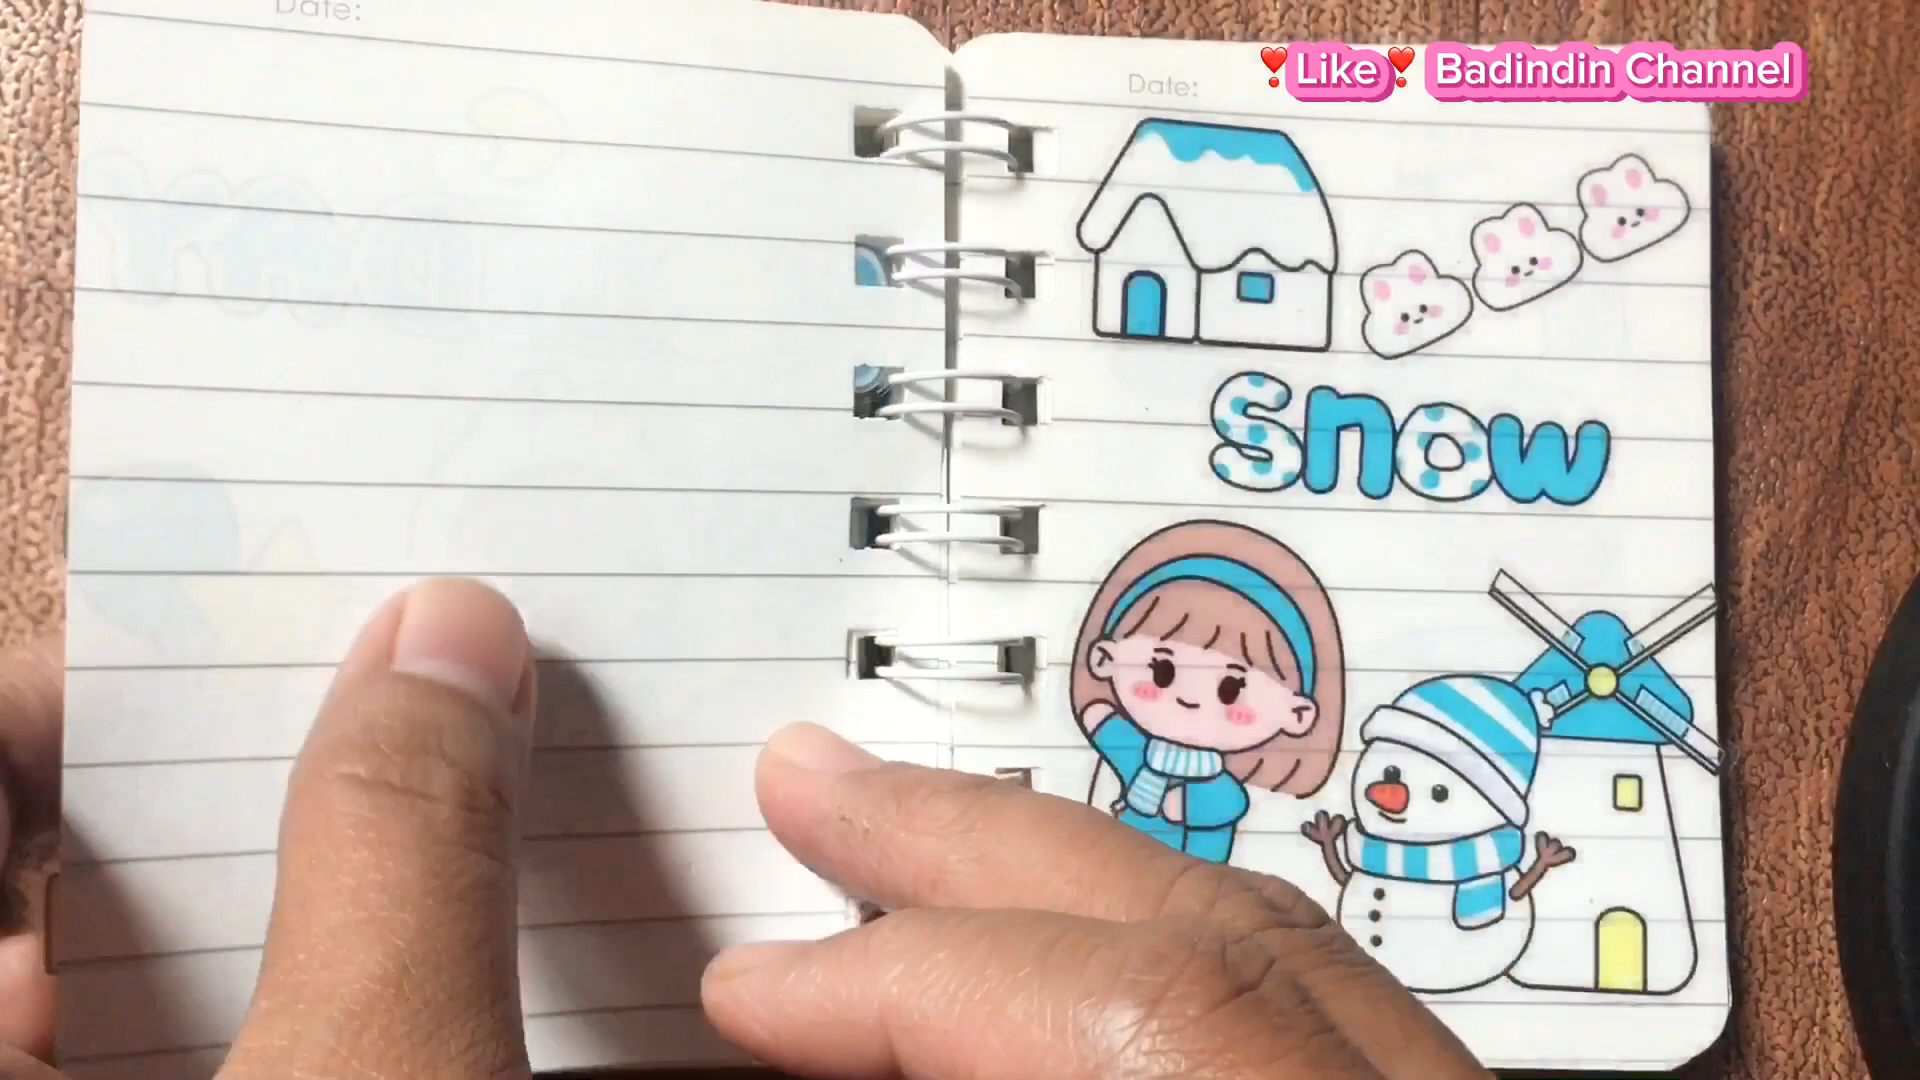 Date:
❣Like❣ Badindin Channel
Date:
snow